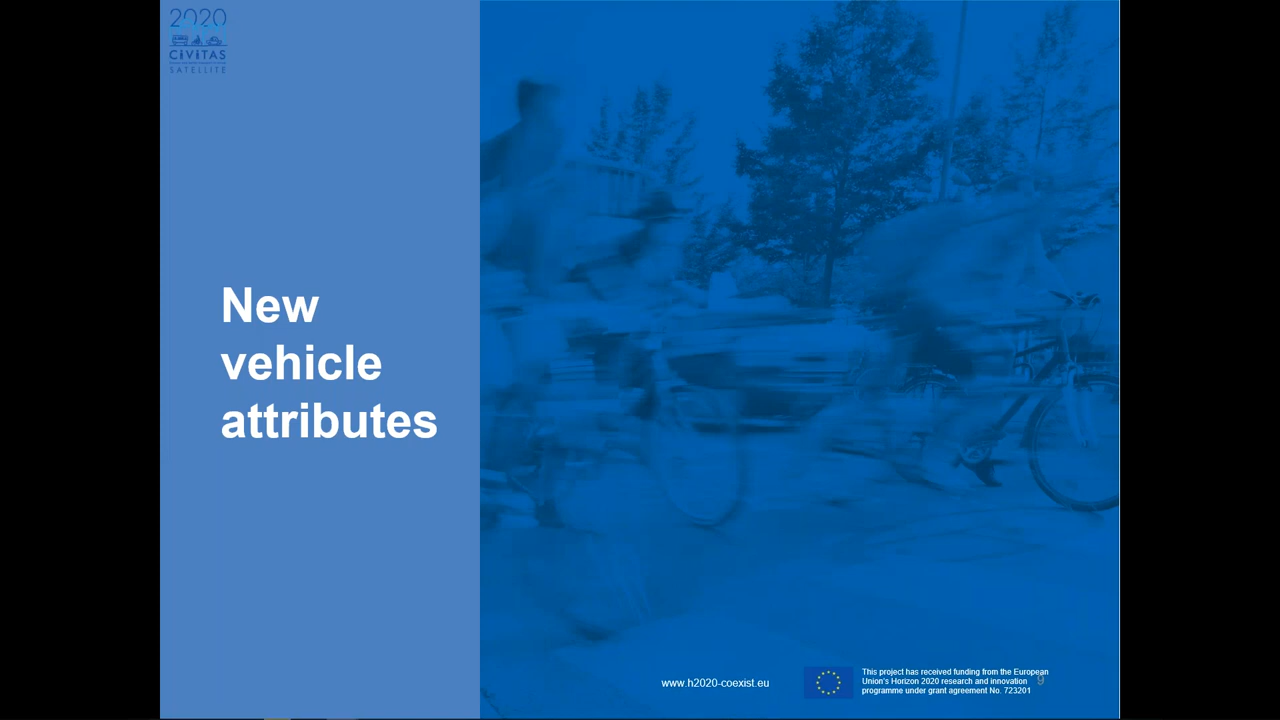 2020
CIVITAS
SATELLITE
New
vehicle
attributes
www.h2020-coexist.eu
This project has received funding from the European
Union's Horizon 2020 research and innovation
programme under grant agreement No. 723201
9